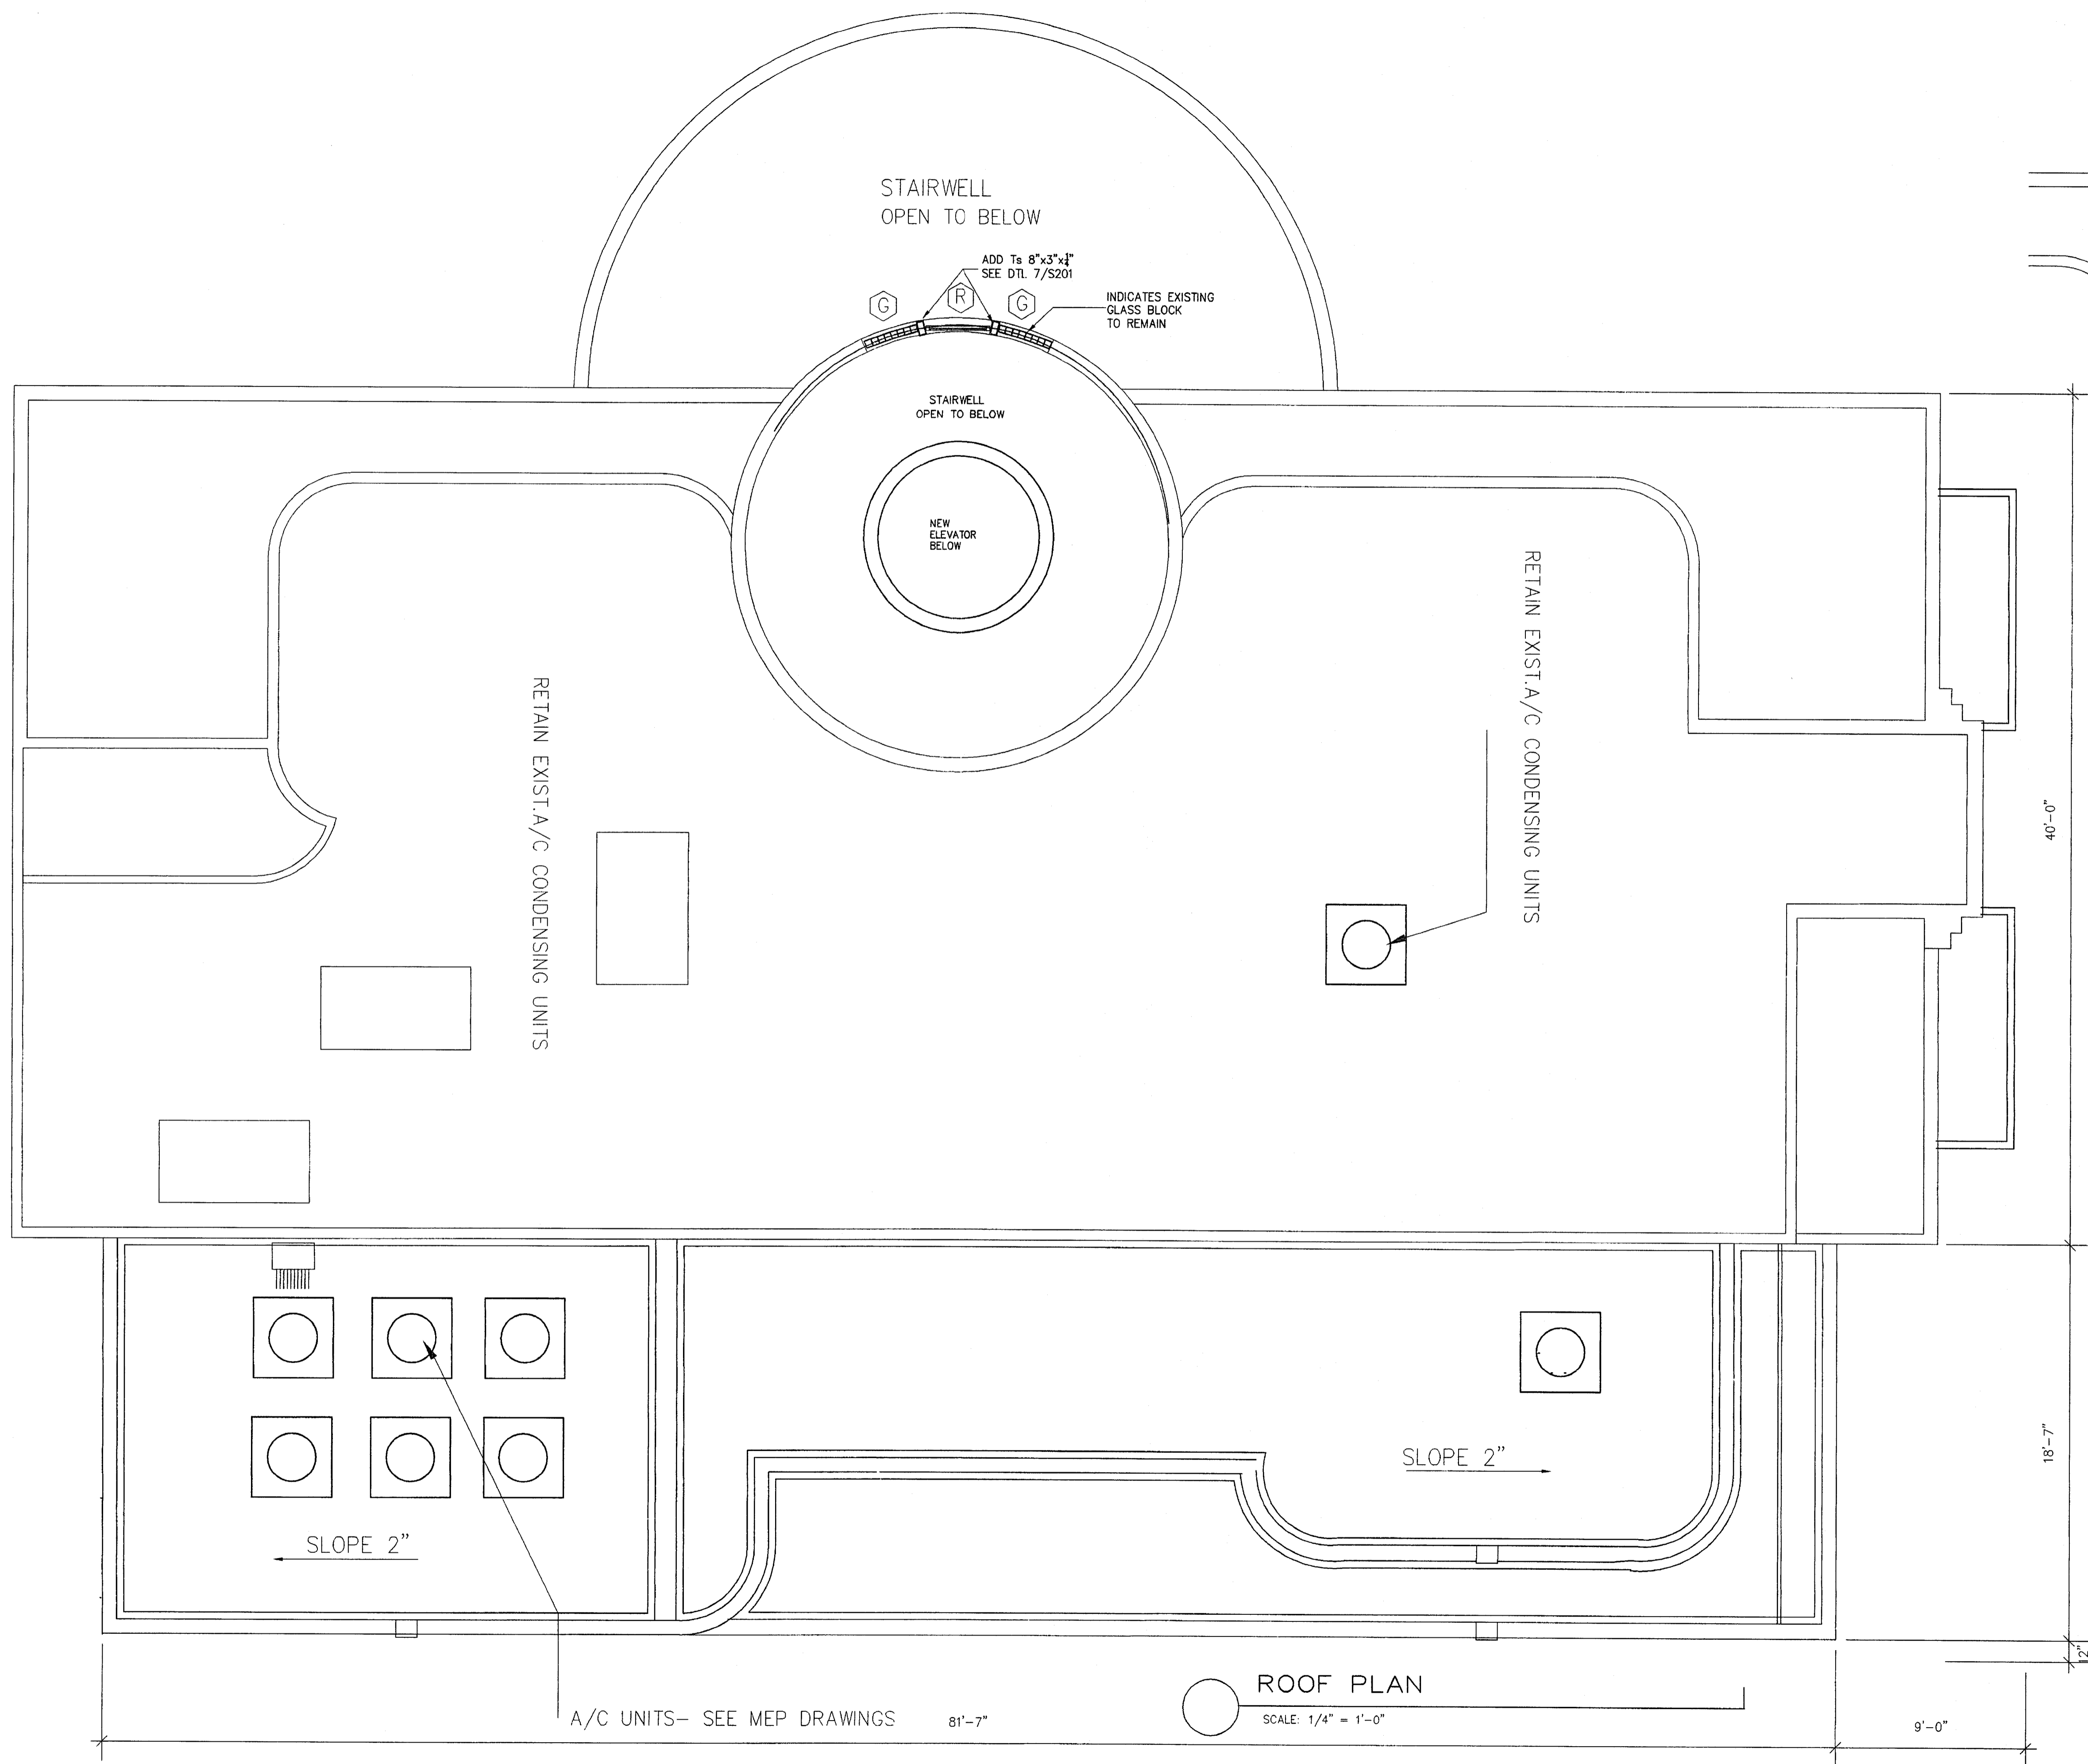 STAIRWELL
OPEN TO BELOW
ADD Ts 8"x3"x¼"
SEE DTL. 7/S201
G
R
G
INDICATES EXISTING
GLASS BLOCK
TO REMAIN
STAIRWELL
OPEN TO BELOW
NEW
ELEVATOR
BELOW
RETAIN EXIST.A/C CONDENSING UNITS
RETAIN EXIST.A/C CONDENSING UNITS
40'-0"
SLOPE 2"
SLOPE 2"
18'-7"
12"
ROOF PLAN
SCALE: 1/4" = 1'-0"
A/C UNITS- SEE MEP DRAWINGS
81'-7"
9'-0"